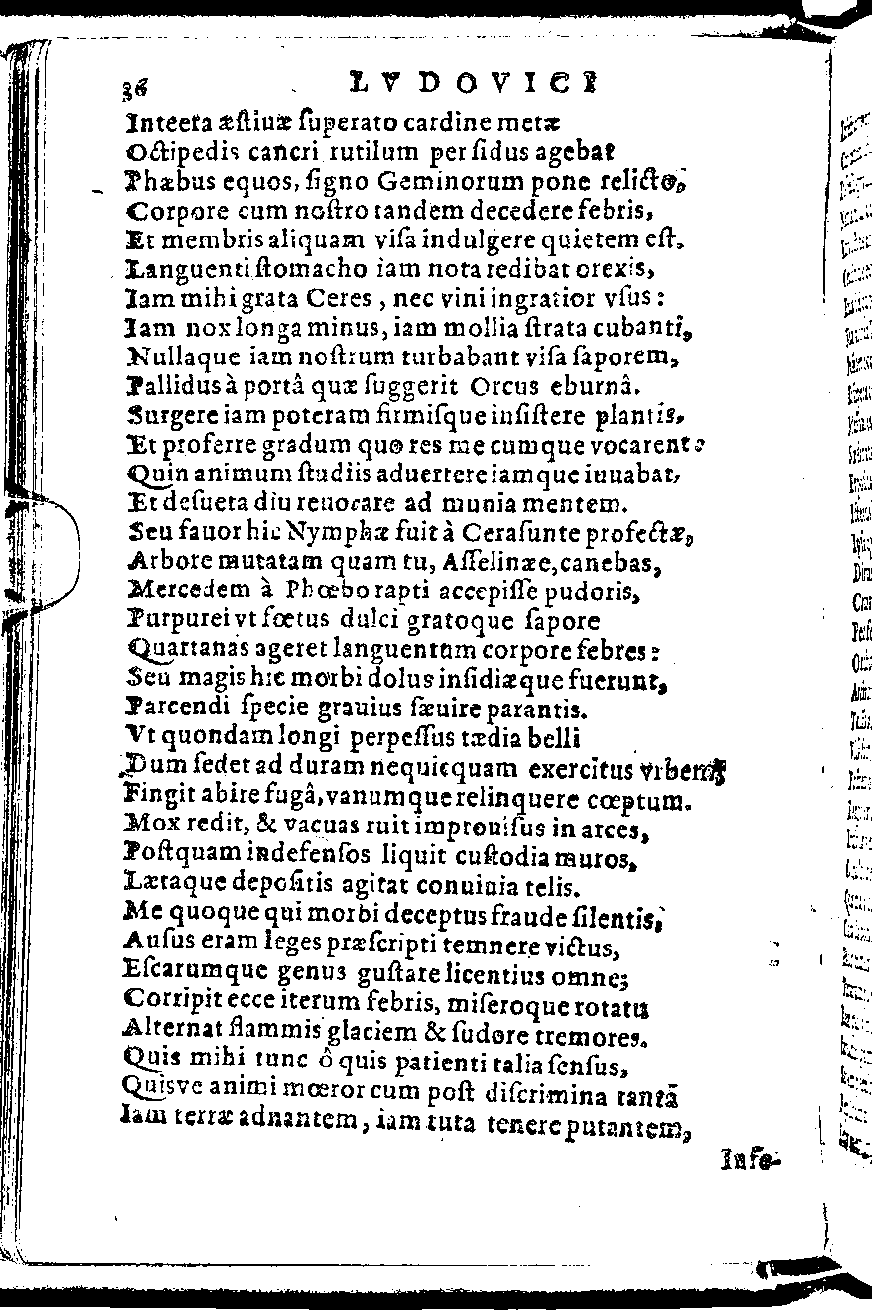 36 LVDOVICI
Interea æstiuæ superato cardine metæ
Octipedis cancri rutilum per sidus agebat
Phæbus equos, signo Geminorum pone relicto,
Corpore cum nostro tandem decedere febris,
Et membris aliquam visa indulgere quietem est.
Languenti stomacho iam nota redibat orexis,
Iam mihi grata Ceres, nec vini ingratior vsus:
Iam nox longa minus, iam mollia strata cubanti,
Nullaque iam nostrum turbabant visa saporem,
Pallidus à portâ quæ suggerit Orcus eburnâ.
Surgere iam poteram firmisque insistere plantis,
Et proferre gradum quo res me cumque vocarent:
Quin animum studiis aduertere iamque iuuabat,
Et desueta diu reuocare ad munia mentem.
Seu fauor hic Nymphæ fuit à Cerasunte profectæ,
Arbore mutatam quam tu, Asselinæe, canebas,
Mercedem à Phœbo rapti accepisse pudoris,
Purpurei vt fœtus dulci gratoque sapore
Quartanas ageret languentum corpore febres:
Seu magis hic morbi dolus insidiæque fuerunt,
Parcendi specie grauius sæuire parantis.
Vt quondam longi perpessus tædia belli
Dum sedet ad duram nequicquam exercitus vrbem,
Fingit abire fugâ, vanumque relinquere cœptum.
Mox redit, & vacuas ruit improuisus in arces,
Postquam indefensos liquit custodia muros,
Lætaque depositis agitat conuiuia telis.
Me quoque qui morbi deceptus fraude silentis,
Ausus eram leges præscripti temnere victus,
Escarumque genus gustare licentius omne;
Corripit ecce iterum febris, miseroque rotatu
Alternat flammis glaciem & sudore tremores.
Quis mihi tunc ô quis patienti talia sensus,
Quisve animi mœror cum post discrimina tantā
Iam terræ adnantem, iam tuta tenere putantem,
Info-